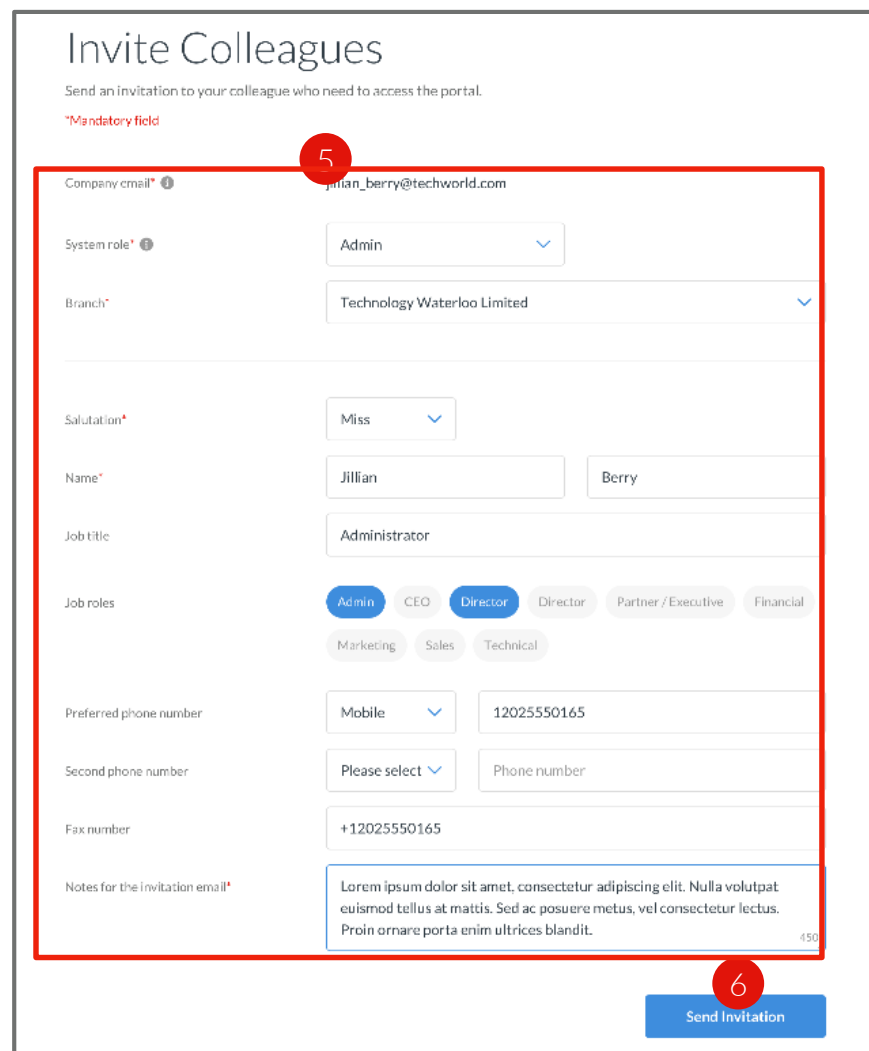 Invite Colleagues
Send an invitation to your colleague who need to access the portal.
*Mandatory field
5
Company email* jillian_berry@techworld.com
System role* Admin
Branch* Technology Waterloo Limited
Salutation* Miss
Name* Jillian Berry
Job title Administrator
Job roles Admin CEO Director Director Partner / Executive Financial
Marketing Sales Technical
Preferred phone number Mobile 12025550165
Second phone number Please select Phone number
Fax number +12025550165
Notes for the invitation email* Lorem ipsum dolor sit amet, consectetur adipiscing elit. Nulla volutpat
euismod tellus at mattis. Sed ac posuere metus, vel consectetur lectus.
Proin ornare porta enim ultrices blandit.
450
6
Send Invitation